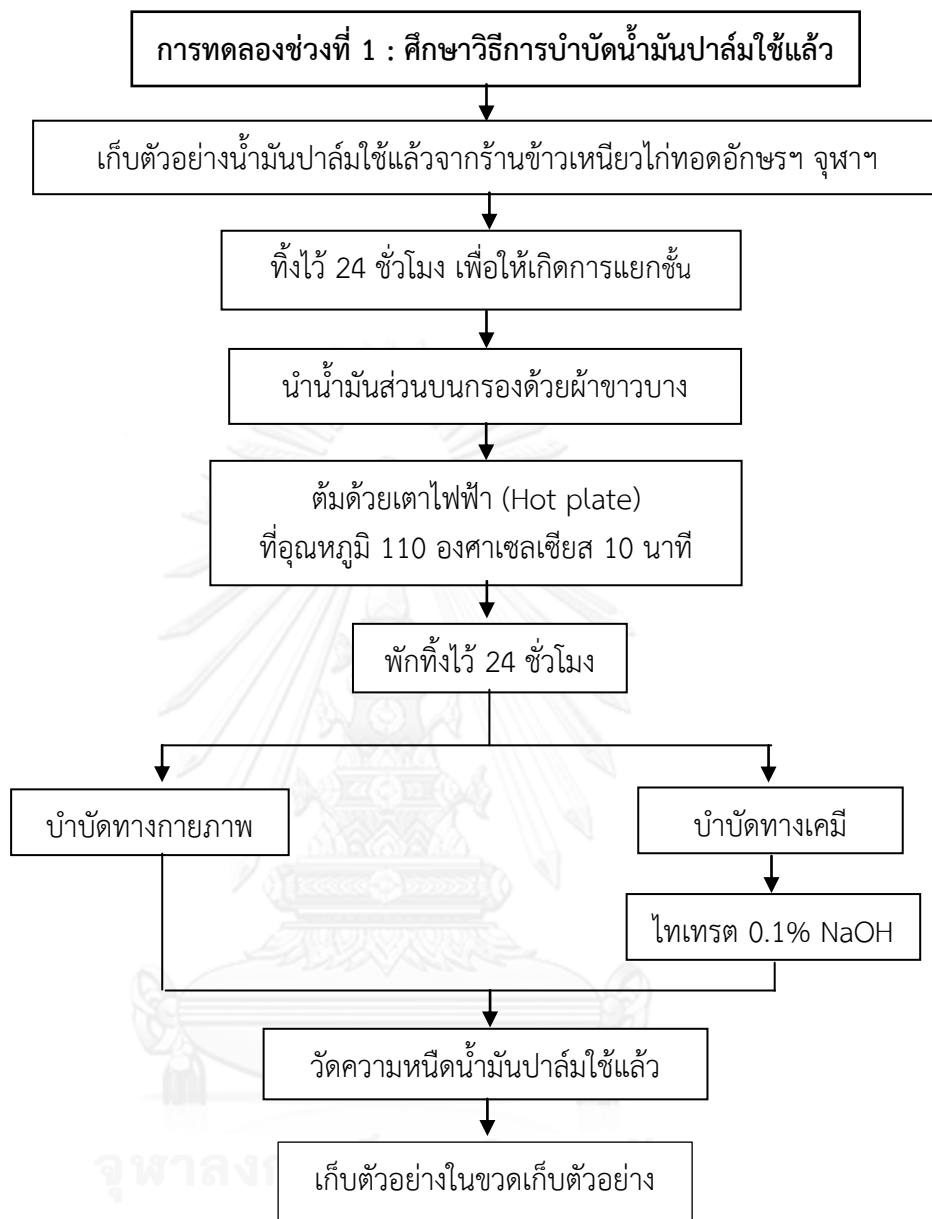 การทดลองช่วงที่ 1 : ศึกษาวิธีการบำบัดน้ำมันปาล์มใช้แล้ว
เก็บตัวอย่างน้ำมันปาล์มใช้แล้วจากร้านข้าวเหนียวไก่ทอดอักษรฯ จุฬาฯ
ทิ้งไว้ 24 ชั่วโมง เพื่อให้เกิดการแยกชั้น
นำน้ำมันส่วนบนกรองด้วยผ้าขาวบาง
ต้มด้วยเตาไฟฟ้า (Hot plate)
ที่อุณหภูมิ 110 องศาเซลเซียส 10 นาที
พักทิ้งไว้ 24 ชั่วโมง
บำบัดทางกายภาพ
บำบัดทางเคมี
ไทเทรต 0.1% NaOH
วัดความหนืดน้ำมันปาล์มใช้แล้ว
เก็บตัวอย่างในขวดเก็บตัวอย่าง